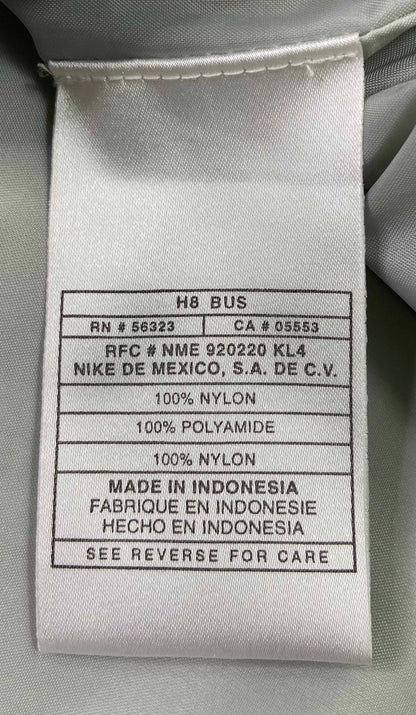 H8 BUS
RN # 56323 CA # 05553
RFC # NME 920220 KL4
NIKE DE MEXICO, S.A. DE C.V.
100% NYLON
100% POLYAMIDE
100% NYLON
MADE IN INDONESIA
FABRIQUE EN INDONESIE
HECHO EN INDONESIA
SEE REVERSE FOR CARE